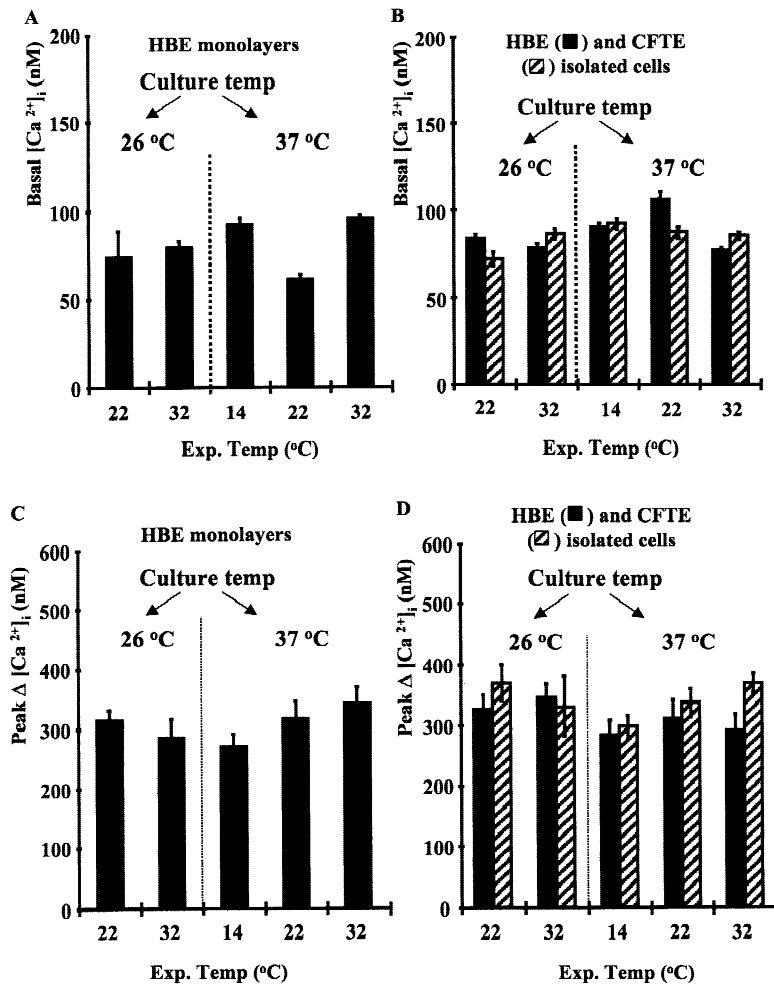 A
HBE monolayers
Culture temp
26 °C
37 °C
Basal [Ca 2+]i (nM)
200
150
100
50
0
22
32
14
22
32
Exp. Temp (°C)
B
HBE (■) and CFTE
(▨) isolated cells
Culture temp
26 °C
37 °C
Basal [Ca 2+]i (nM)
200
150
100
50
0
22
32
14
22
32
Exp. Temp (°C)
C
HBE monolayers
Culture temp
26 °C
37 °C
Peak Δ [Ca 2+]i (nM)
600
500
400
300
200
100
0
22
32
14
22
32
Exp. Temp (°C)
D
HBE (■) and CFTE
(▨) isolated cells
Culture temp
26 °C
37 °C
Peak Δ [Ca 2+]i (nM)
600
500
400
300
200
100
0
22
32
14
22
32
Exp. Temp (°C)